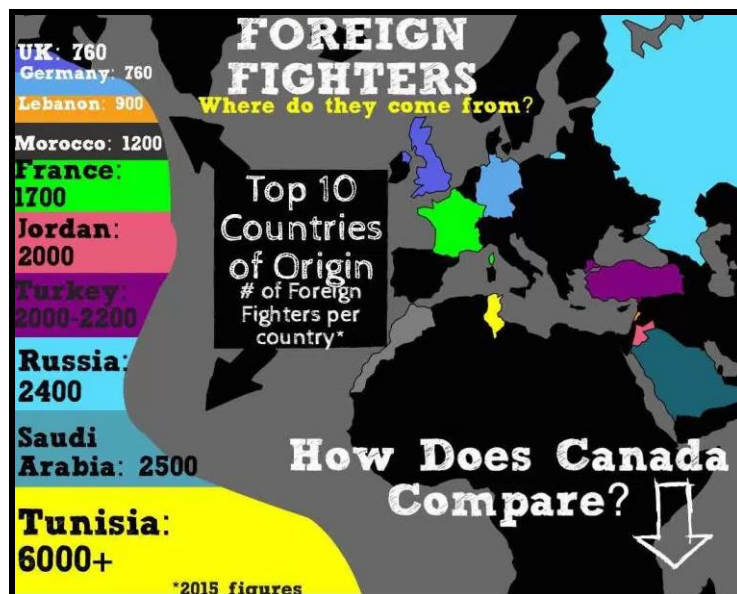 FOREIGN
FIGHTERS
Where do they come from?
UK: 760
Germany: 760
Lebanon: 900
Morocco: 1200
France:
1700
Jordan:
2000
Turkey:
2000-2200
Russia:
2400
Saudi
Arabia: 2500
Tunisia:
6000+
*2015 figures
Top 10
Countries
of Origin
# of Foreign
Fighters per
country*
How Does Canada
Compare?